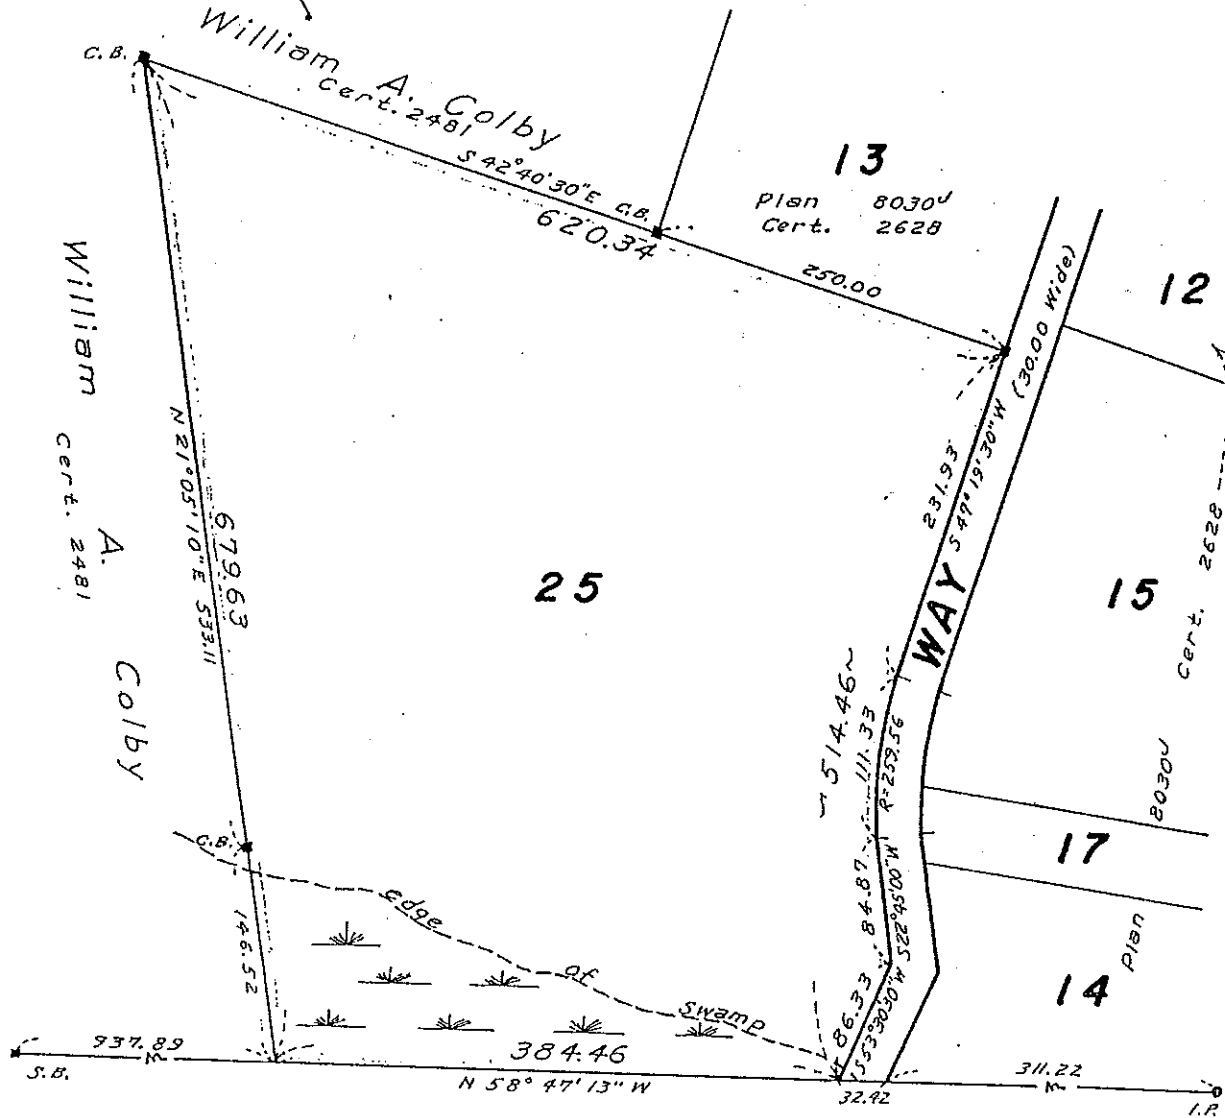 William A. Colby
Cert. 2481
C.B.
S 42°40'30"E
C.B.
620.34
13
Plan 8030J
Cert. 2628
250.00
12
William A. Colby
Cert. 2481
N 21°05'10"E 533.11
679.63
25
231.93
WAY S 47°19'30"W (30.00 Wide)
15
Cert. 2628
Plan 8030J
~514.46~
111.33
R=259.56
17
C.B.
84.87
S22°45'00"W
146.52
edge of swamp
86.33
S53°30'30"W
14
937.89
S.B.
384.46
N 58° 47' 13" W
32.42
311.22
I.P.